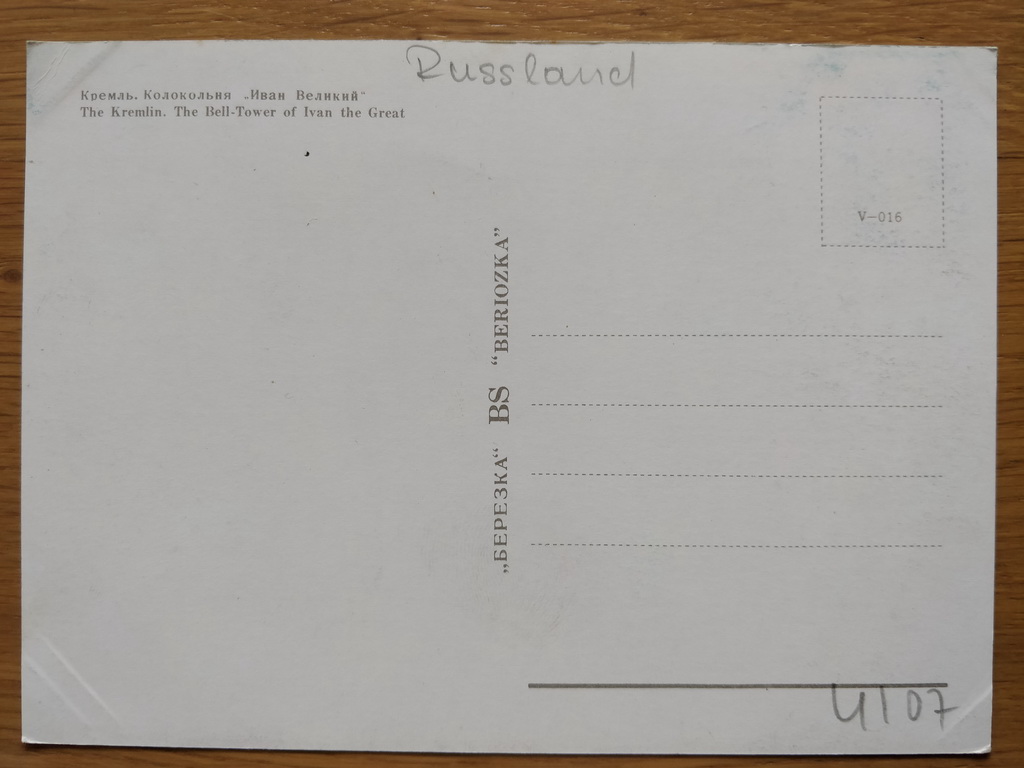 Russland
Кремль. Колокольня „Иван Великий“
The Kremlin. The Bell-Tower of Ivan the Great
V-016
„БЕРЕЗКА“ BS “BERIOZKA”
4107